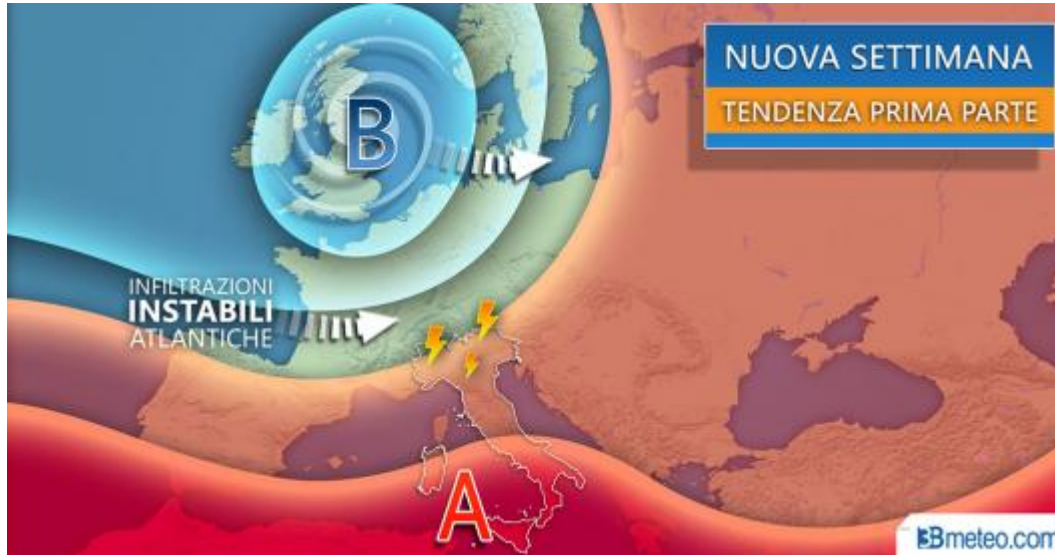 NUOVA SETTIMANA
TENDENZA PRIMA PARTE
B
INFILTRAZIONI
INSTABILI
ATLANTICHE
A
3Bmeteo.com